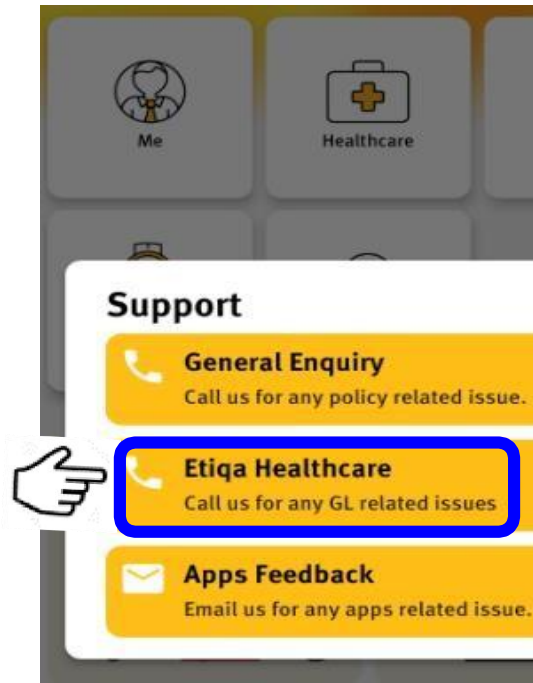 Me
Healthcare
Support
General Enquiry
Call us for any policy related issue.
Etiqa Healthcare
Call us for any GL related issues
Apps Feedback
Email us for any apps related issue.